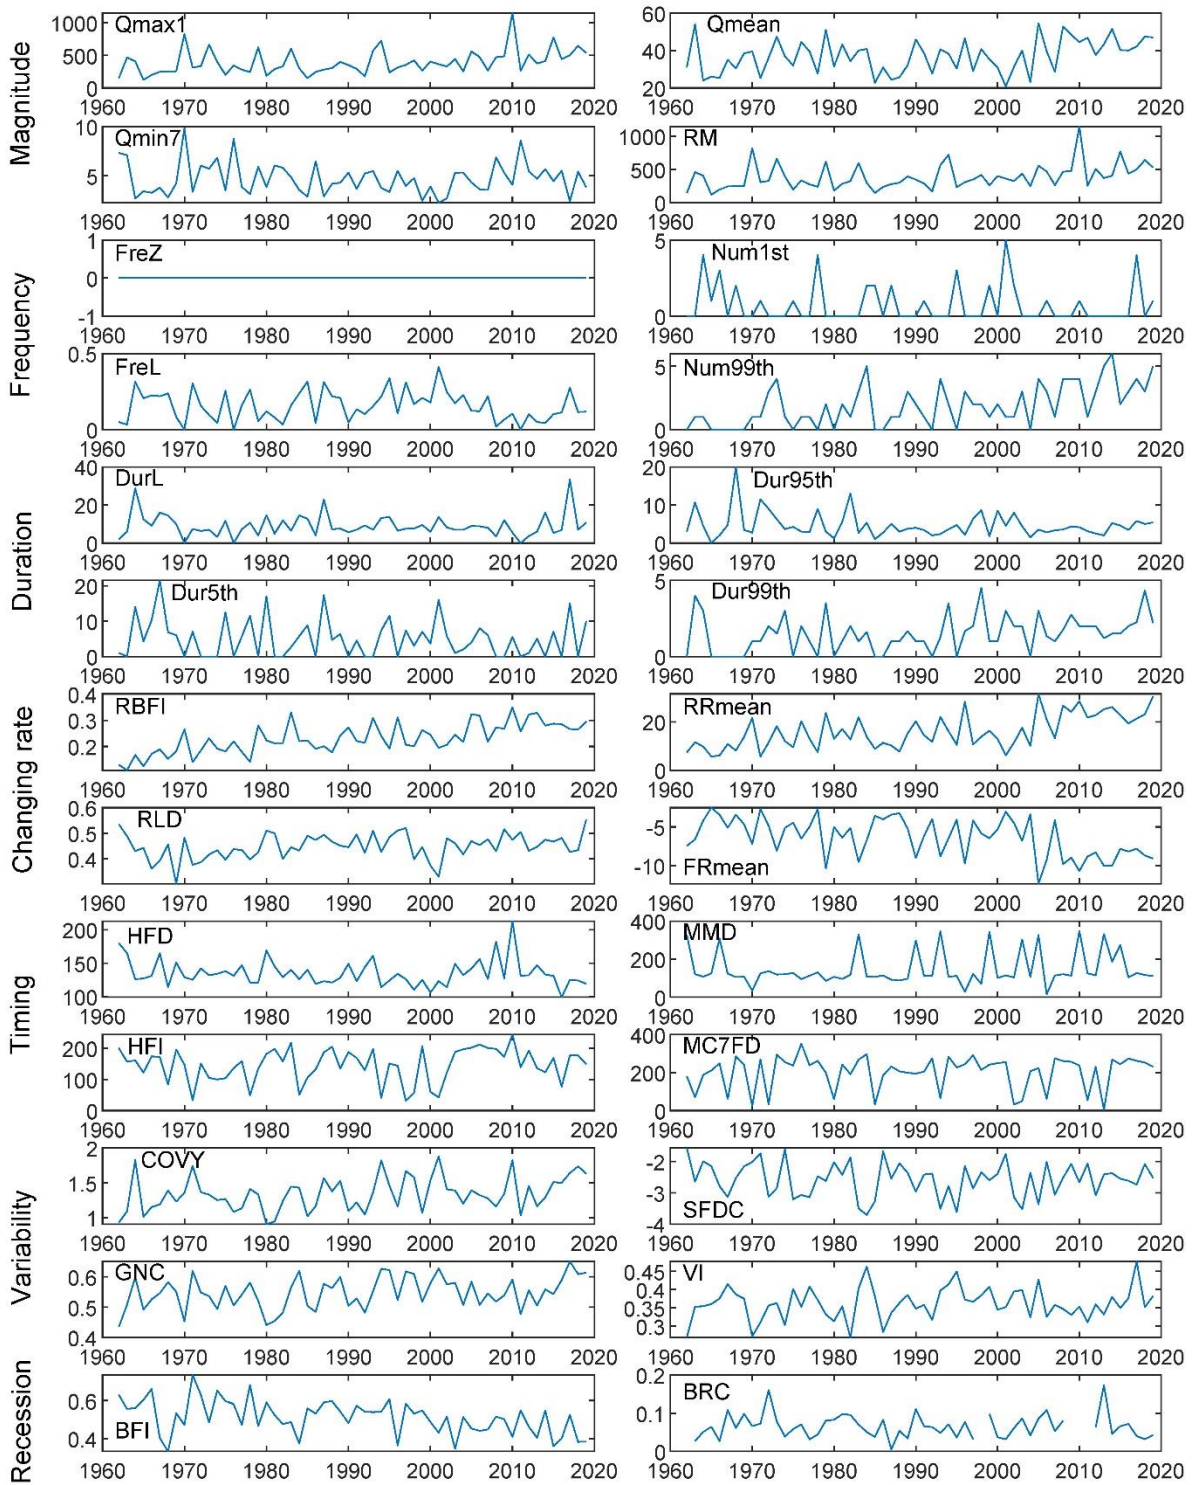 Magnitude
Qmax1
1000
500
0
1960 1970 1980 1990 2000 2010 2020
Qmean
60
40
20
1960 1970 1980 1990 2000 2010 2020
Qmin7
10
5
1960 1970 1980 1990 2000 2010 2020
RM
1000
500
0
1960 1970 1980 1990 2000 2010 2020
Frequency
FreZ
1
0
-1
1960 1970 1980 1990 2000 2010 2020
Num1st
5
0
1960 1970 1980 1990 2000 2010 2020
FreL
0.5
0
1960 1970 1980 1990 2000 2010 2020
Num99th
5
0
1960 1970 1980 1990 2000 2010 2020
Duration
DurL
40
20
0
1960 1970 1980 1990 2000 2010 2020
Dur95th
20
10
0
1960 1970 1980 1990 2000 2010 2020
Dur5th
20
10
0
1960 1970 1980 1990 2000 2010 2020
Dur99th
5
0
1960 1970 1980 1990 2000 2010 2020
Changing rate
RBFI
0.4
0.3
0.2
1960 1970 1980 1990 2000 2010 2020
RRmean
20
0
1960 1970 1980 1990 2000 2010 2020
RLD
0.6
0.5
0.4
1960 1970 1980 1990 2000 2010 2020
-5
-10
FRmean
1960 1970 1980 1990 2000 2010 2020
Timing
HFD
200
150
100
1960 1970 1980 1990 2000 2010 2020
MMD
400
200
0
1960 1970 1980 1990 2000 2010 2020
HFI
200
100
0
1960 1970 1980 1990 2000 2010 2020
MC7FD
400
200
0
1960 1970 1980 1990 2000 2010 2020
Variability
COVY
2
1.5
1
1960 1970 1980 1990 2000 2010 2020
-2
-3
-4
SFDC
1960 1970 1980 1990 2000 2010 2020
GNC
0.6
0.5
0.4
1960 1970 1980 1990 2000 2010 2020
VI
0.45
0.4
0.35
0.3
1960 1970 1980 1990 2000 2010 2020
Recession
0.6
0.4
BFI
1960 1970 1980 1990 2000 2010 2020
BRC
0.2
0.1
0
1960 1970 1980 1990 2000 2010 2020